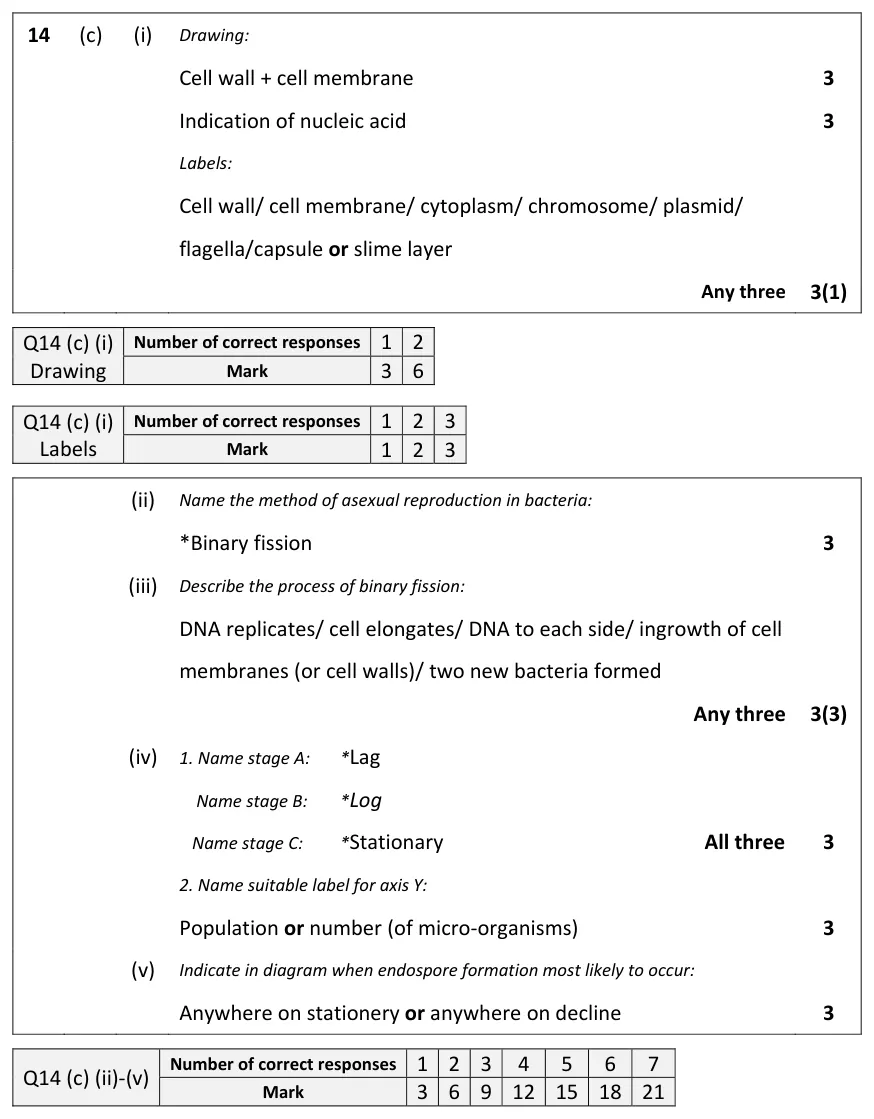 14 (c) (i) Drawing:
Cell wall + cell membrane 3
Indication of nucleic acid 3
Labels:
Cell wall/ cell membrane/ cytoplasm/ chromosome/ plasmid/
flagella/capsule or slime layer
Any three 3(1)
Q14 (c) (i) Number of correct responses 1 2
Drawing Mark 3 6
Q14 (c) (i) Number of correct responses 1 2 3
Labels Mark 1 2 3
(ii) Name the method of asexual reproduction in bacteria:
*Binary fission 3
(iii) Describe the process of binary fission:
DNA replicates/ cell elongates/ DNA to each side/ ingrowth of cell
membranes (or cell walls)/ two new bacteria formed
Any three 3(3)
(iv) 1. Name stage A: *Lag
Name stage B: *Log
Name stage C: *Stationary All three 3
2. Name suitable label for axis Y:
Population or number (of micro-organisms) 3
(v) Indicate in diagram when endospore formation most likely to occur:
Anywhere on stationery or anywhere on decline 3
Q14 (c) (ii)-(v) Number of correct responses 1 2 3 4 5 6 7
Mark 3 6 9 12 15 18 21